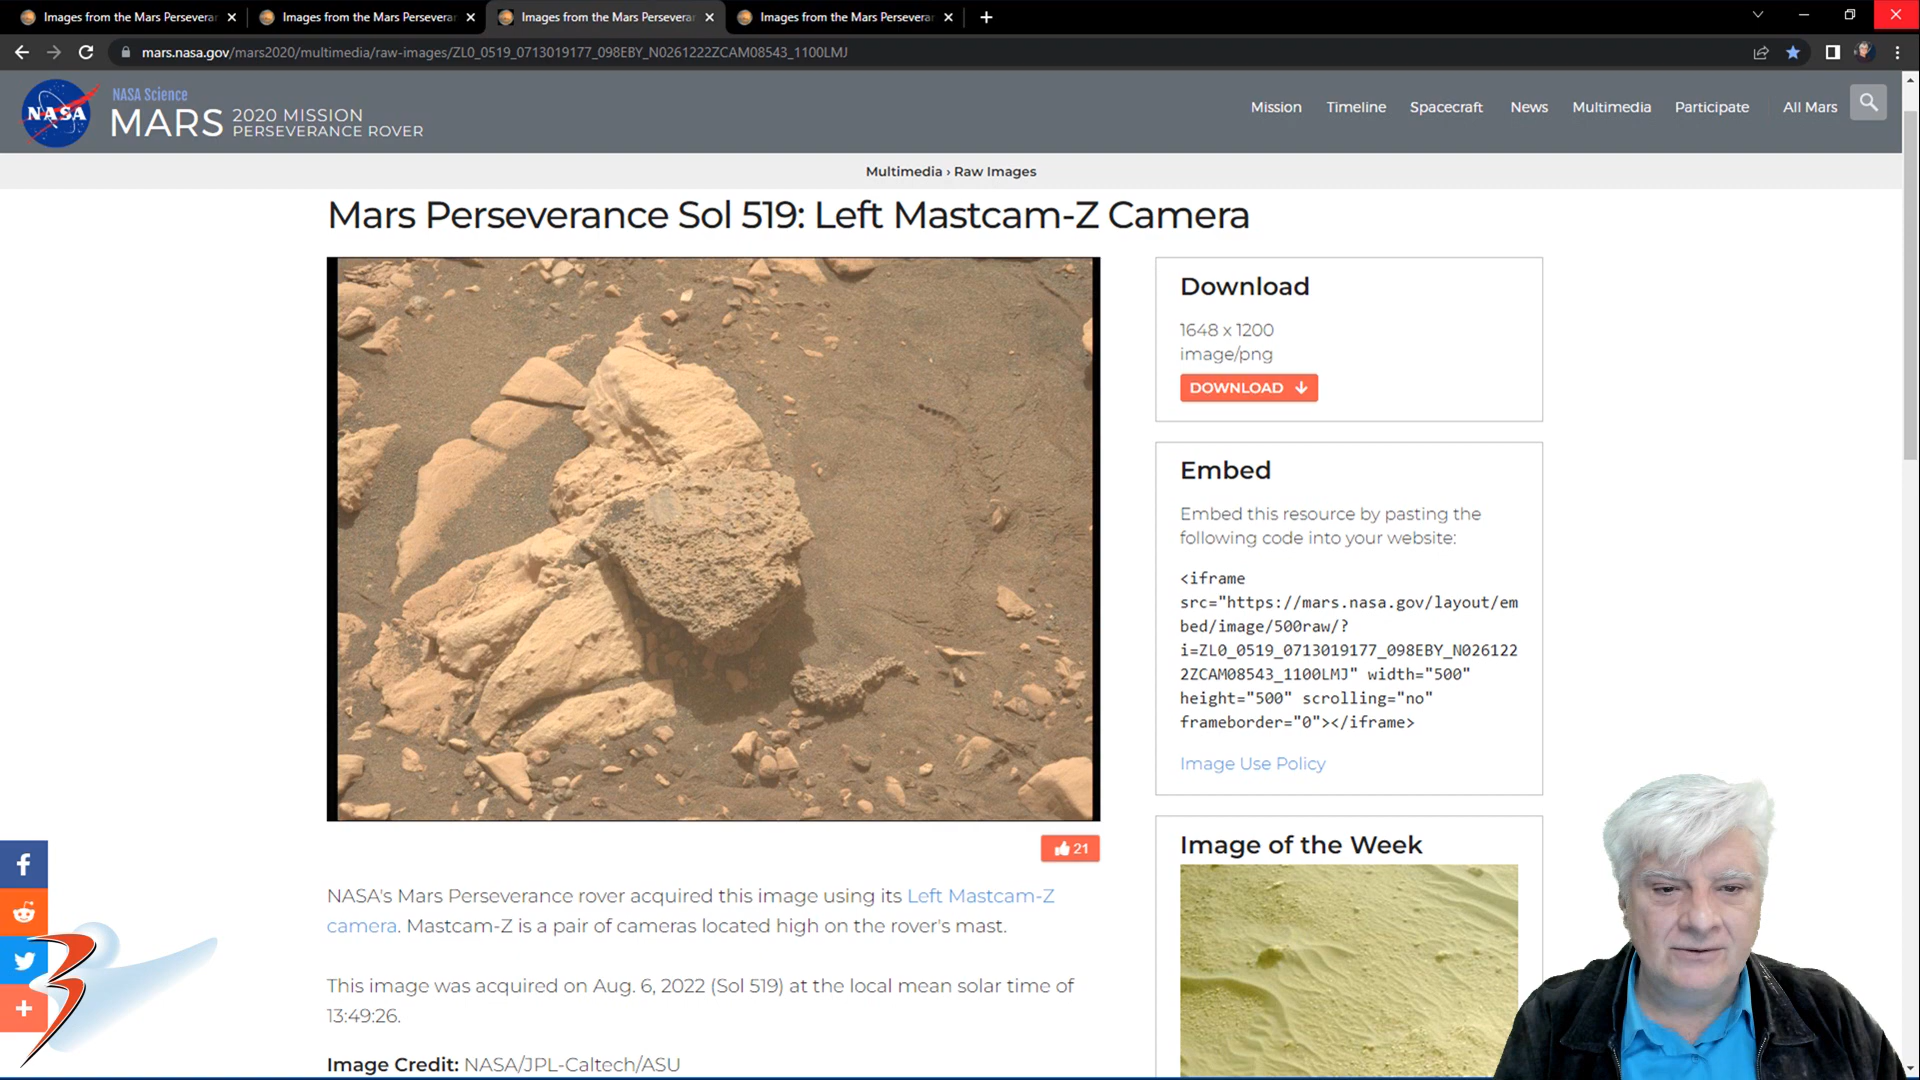 Images from the Mars Perseveran
Images from the Mars Perseveran
Images from the Mars Perseveran
Images from the Mars Perseveran
mars.nasa.gov/mars2020/multimedia/raw-images/ZL0_0519_0713019177_098EBY_N0261222ZCAM08543_1100LMJ
NASA
NASA Science
MARS 2020 MISSION
PERSEVERANCE ROVER
Mission Timeline Spacecraft News Multimedia Participate All Mars
Multimedia › Raw Images
Mars Perseverance Sol 519: Left Mastcam-Z Camera
Download
1648 x 1200
image/png
DOWNLOAD
Embed
Embed this resource by pasting the
following code into your website:
<iframe
src="https://mars.nasa.gov/layout/em
bed/image/500raw/?
i=ZL0_0519_0713019177_098EBY_N026122
2ZCAM08543_1100LMJ" width="500"
height="500" scrolling="no"
frameborder="0"></iframe>
Image Use Policy
Image of the Week
21
NASA's Mars Perseverance rover acquired this image using its Left Mastcam-Z
camera. Mastcam-Z is a pair of cameras located high on the rover's mast.
This image was acquired on Aug. 6, 2022 (Sol 519) at the local mean solar time of
13:49:26.
Image Credit: NASA/JPL-Caltech/ASU